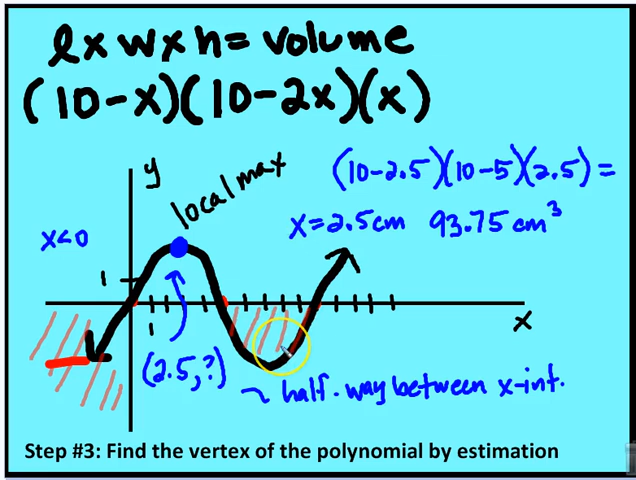 l x w x h = volume
(10-x)(10-2x)(x)
y
local max
(10-2.5)(10-5)(2.5) =
x<0
x=2.5cm 93.75 cm³
1
x
1
(2.5,?)
half-way between x-int.
Step #3: Find the vertex of the polynomial by estimation